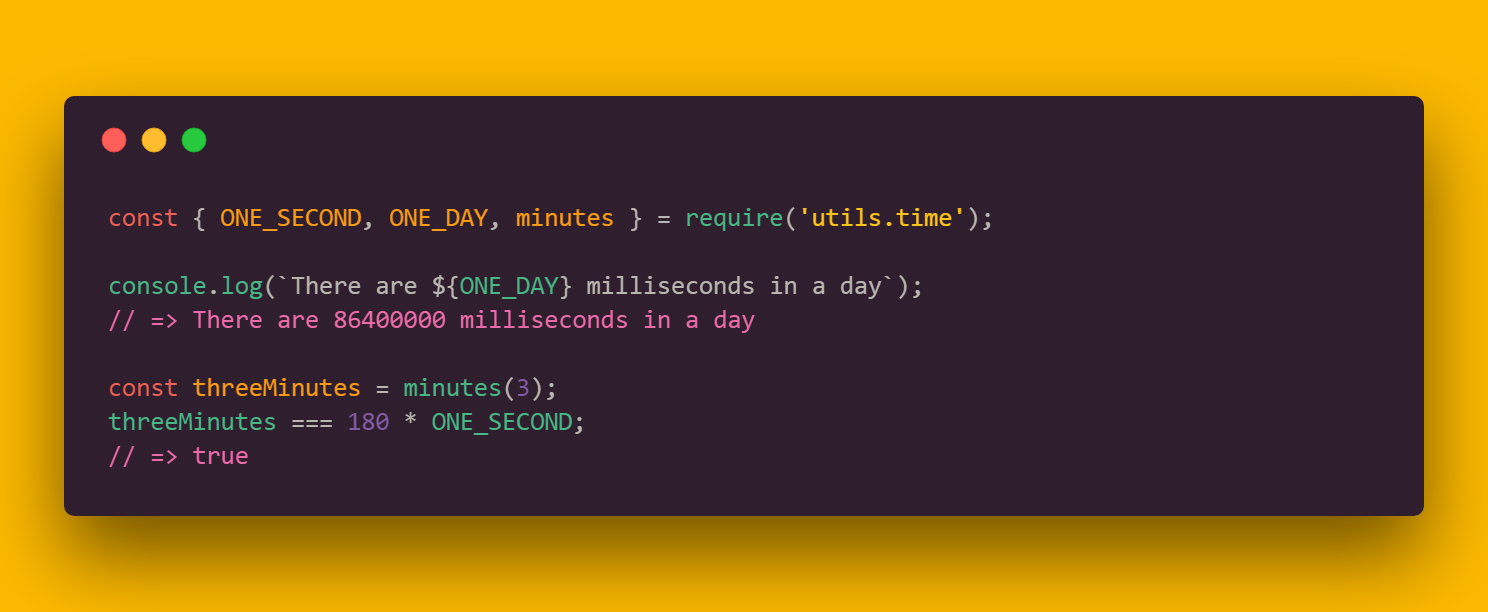 const { ONE_SECOND, ONE_DAY, minutes } = require('utils.time');
console.log(`There are ${ONE_DAY} milliseconds in a day`);
// => There are 86400000 milliseconds in a day
const threeMinutes = minutes(3);
threeMinutes === 180 * ONE_SECOND;
// => true